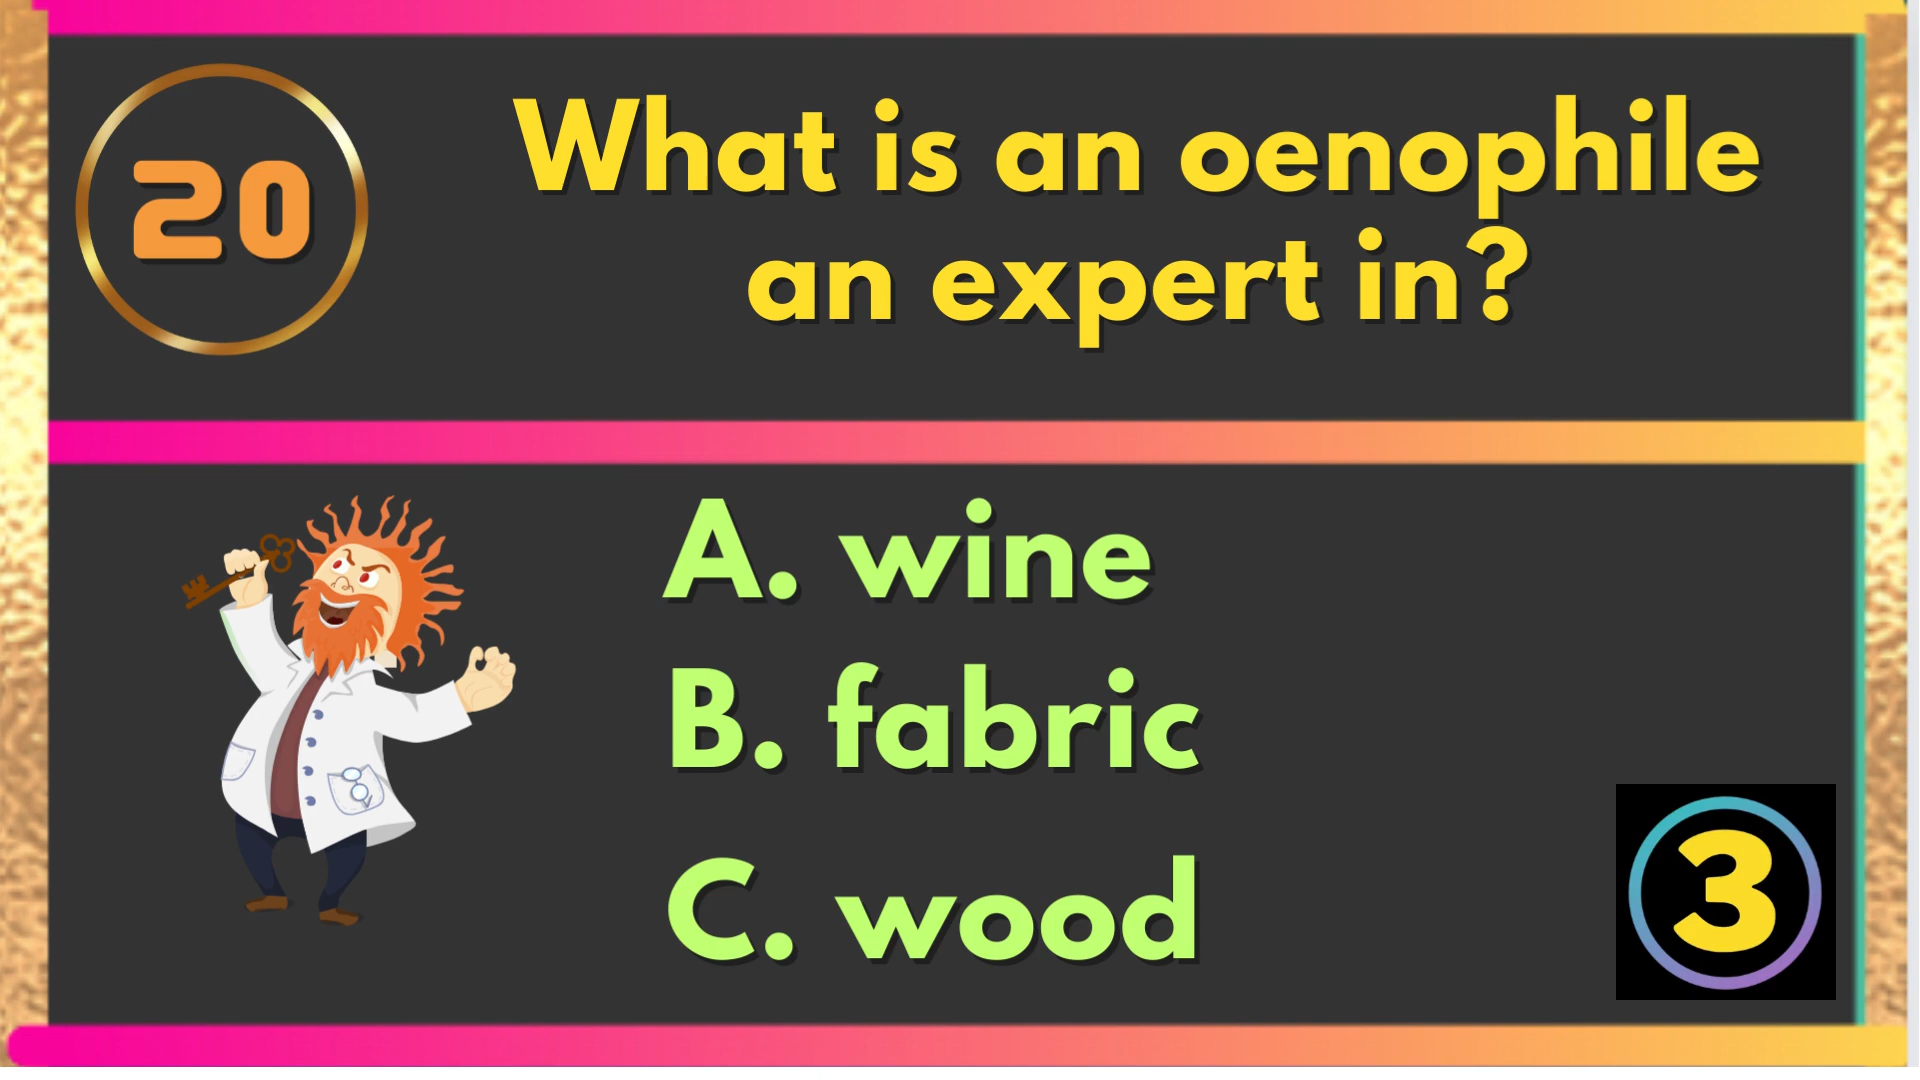 20
What is an oenophile
an expert in?
A. wine
B. fabric
C. wood
3